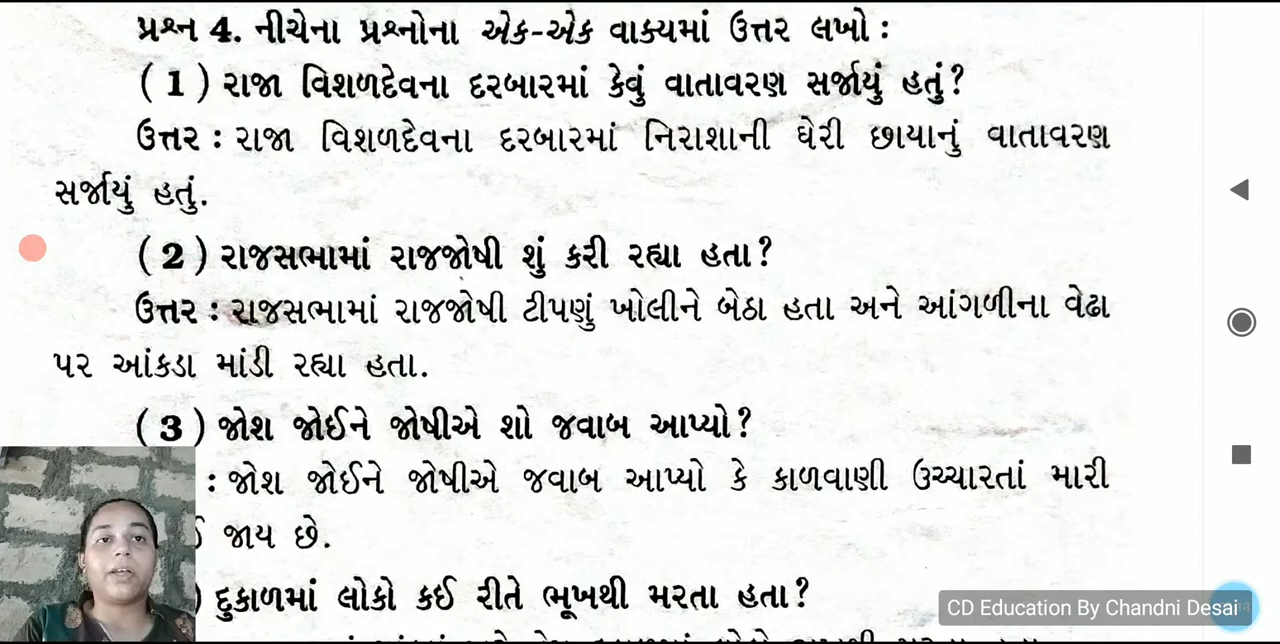 પ્રશ્ન 4. નીચેના પ્રશ્નોના એક-એક વાક્યમાં ઉત્તર લખો :
(1) રાજા વિશળદેવના દરબારમાં કેવું વાતાવરણ સર્જાયું હતું?
ઉત્તર : રાજા વિશળદેવના દરબારમાં નિરાશાની ઘેરી છાયાનું વાતાવરણ
સર્જાયું હતું.
(2) રાજસભામાં રાજજોષી શું કરી રહ્યા હતા?
ઉત્તર : રાજસભામાં રાજજોષી ટીપણું ખોલીને બેઠા હતા અને આંગળીના વેઢા
પર આંકડા માંડી રહ્યા હતા.
(3) જોશ જોઈને જોષીએ શો જવાબ આપ્યો?
: જોશ જોઈને જોષીએ જવાબ આપ્યો કે કાળવાણી ઉચ્ચારતાં મારી
જાય છે.
) દુકાળમાં લોકો કઈ રીતે ભૂખથી મરતા હતા?
CD Education By Chandni Desai